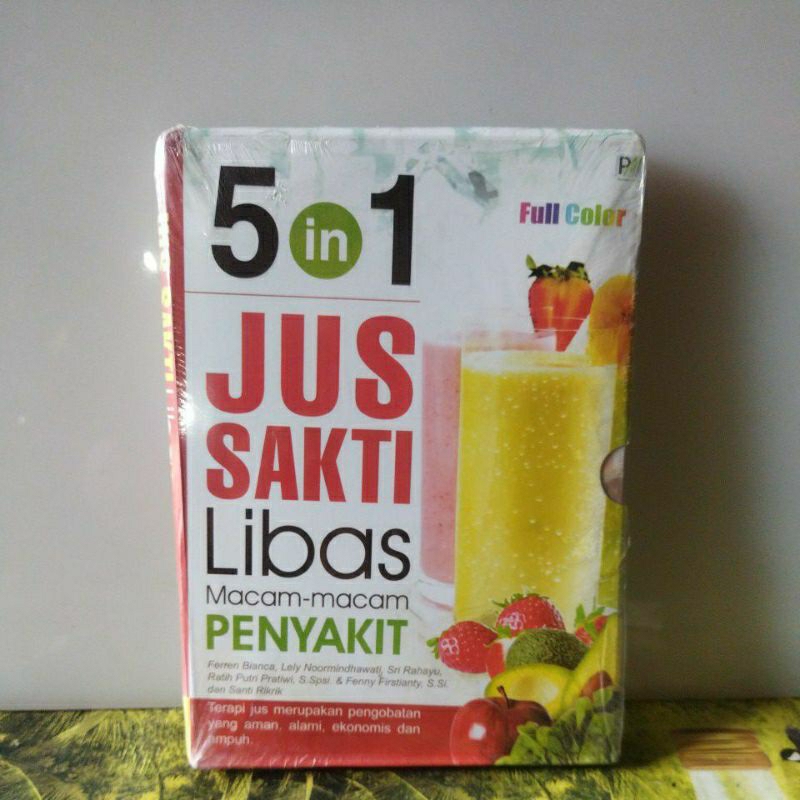 5 in 1
Full Color
JUS
SAKTI
Libas
Macam-macam
PENYAKIT
Ferren Bianca, Lely Noormindhawati, Sri Rahayu,
Ratih Putri Pratiwi, S.Spsi. & Fenny Firstianty, S.Si.
dan Santi Rikrik
Terapi jus merupakan pengobatan
yang aman, alami, ekonomis dan
ampuh.